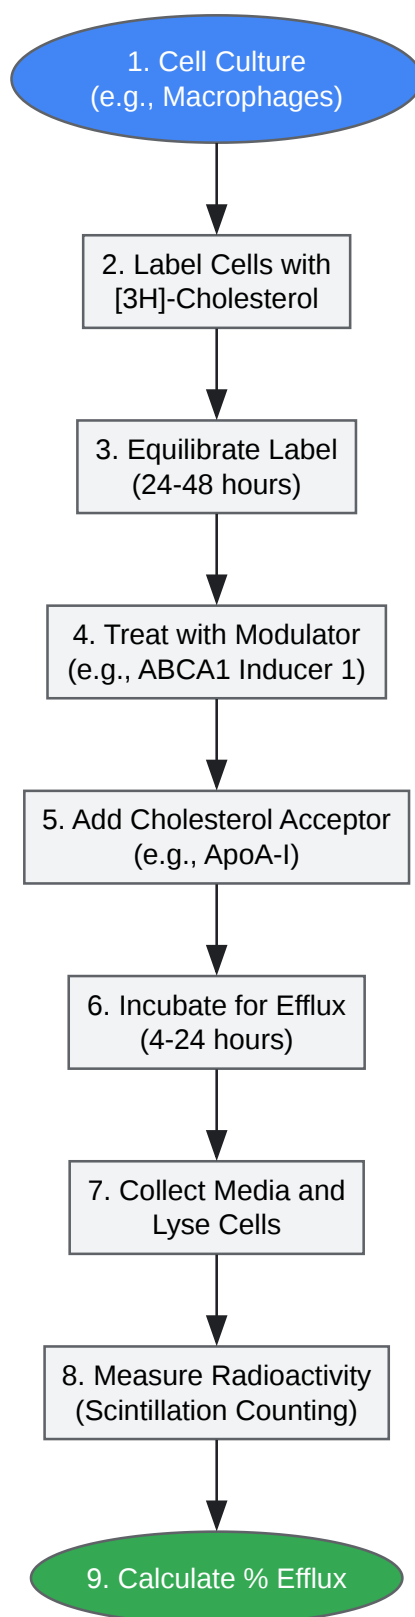 1. Cell Culture
(e.g., Macrophages)
2. Label Cells with
[3H]-Cholesterol
3. Equilibrate Label
(24-48 hours)
4. Treat with Modulator
(e.g., ABCA1 Inducer 1)
5. Add Cholesterol Acceptor
(e.g., ApoA-I)
6. Incubate for Efflux
(4-24 hours)
7. Collect Media and
Lyse Cells
8. Measure Radioactivity
(Scintillation Counting)
9. Calculate % Efflux